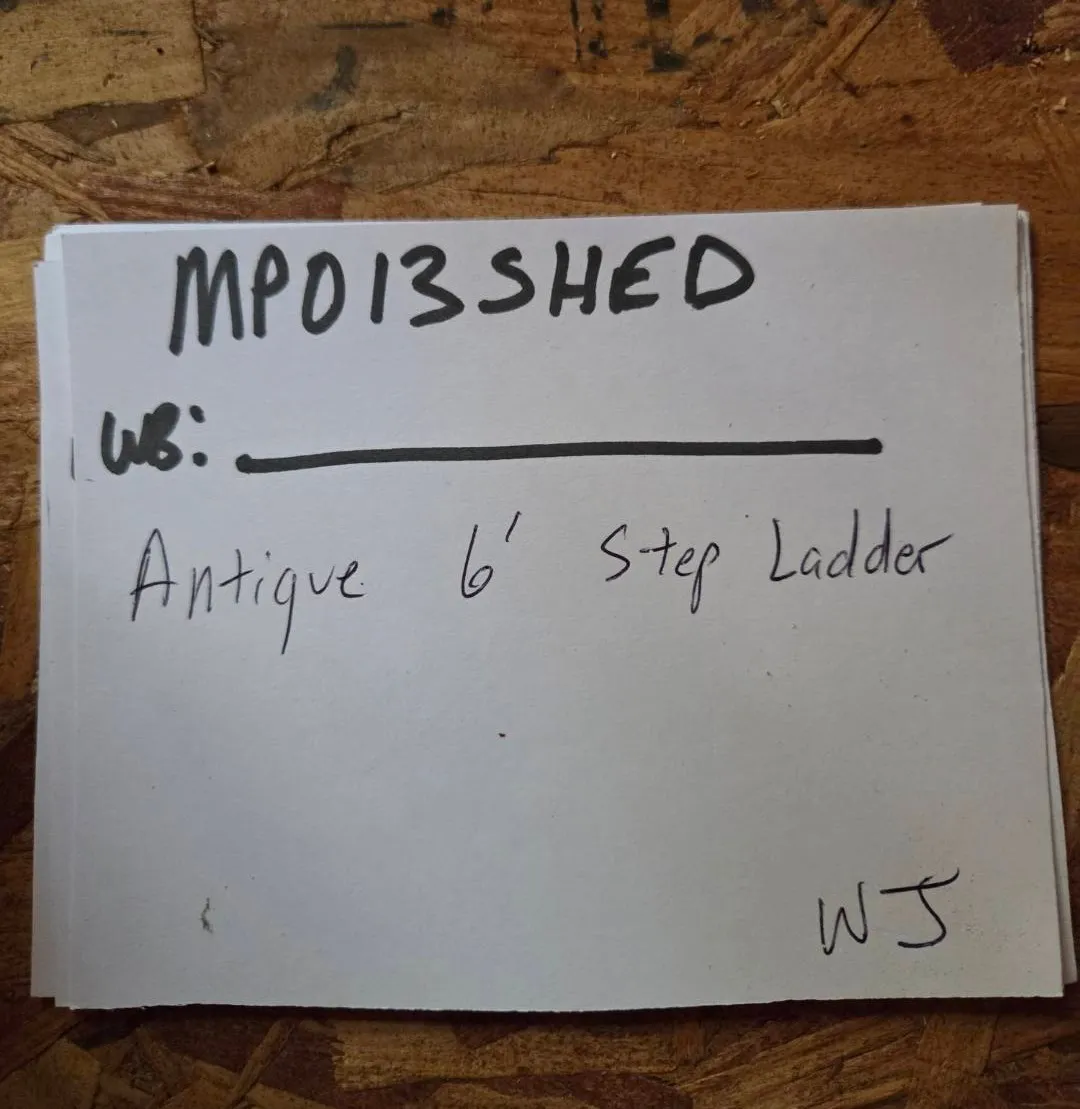 MP013SHED
WB:
Antique 6' Step Ladder
WJ